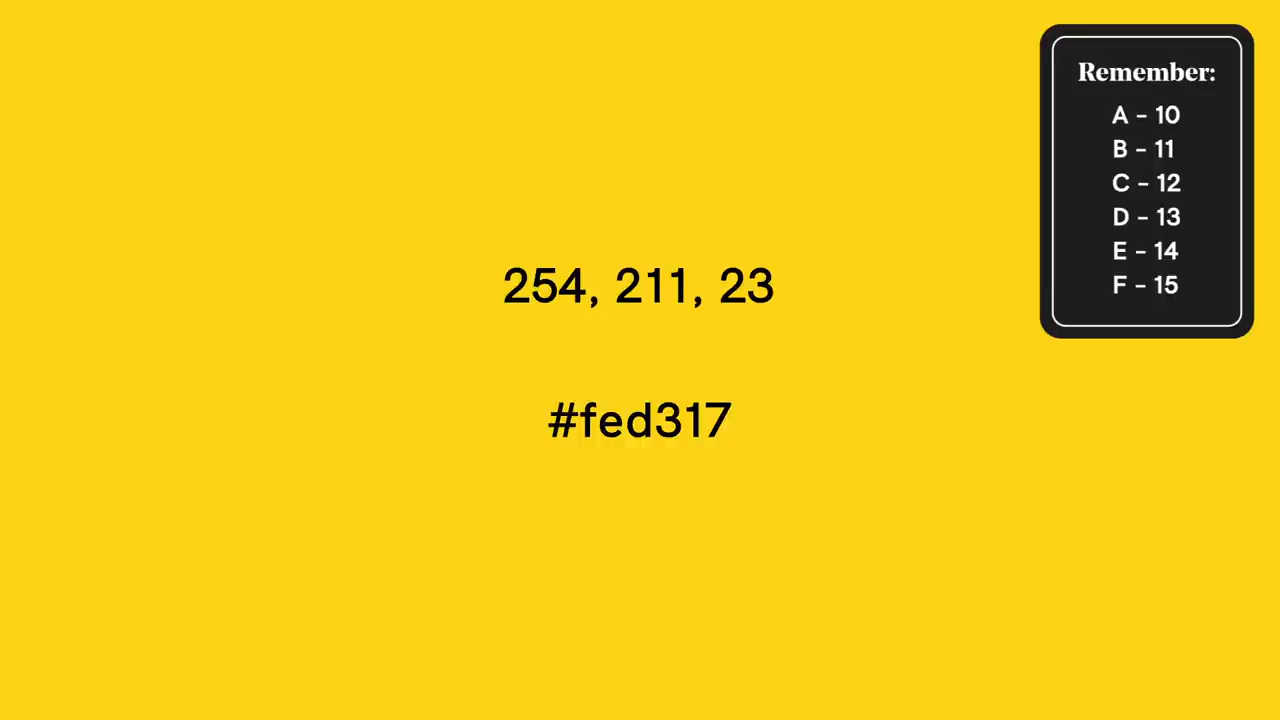 Remember:
A – 10
B – 11
C – 12
D – 13
E – 14
F – 15
254, 211, 23
#fed317